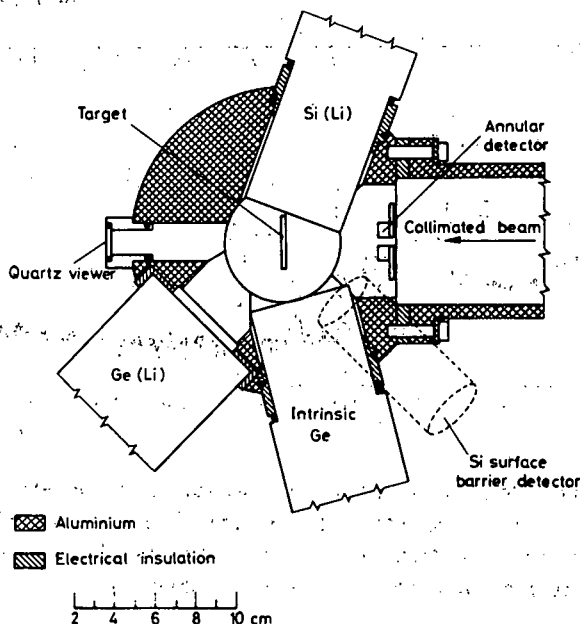 Target
Si (Li)
Annular
detector
Collimated beam
Quartz viewer
Ge (Li)
Intrinsic
Ge
Si surface
barrier detector
Aluminium
Electrical insulation
2 4 6 8 10 cm